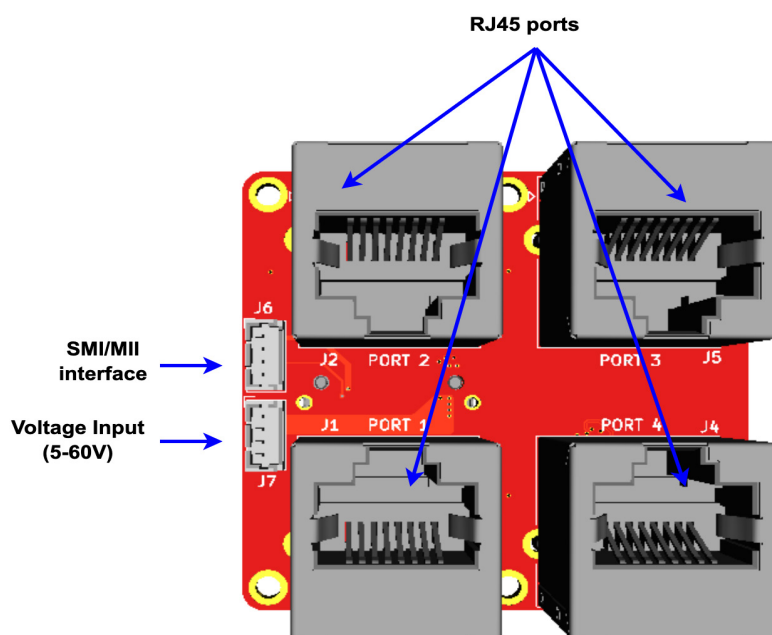 RJ45 ports
J6
SMI/MII
interface
J2 PORT 2
PORT 3 J5
Voltage Input
(5-60V)
J1 PORT 1
PORT 4 J4
J7